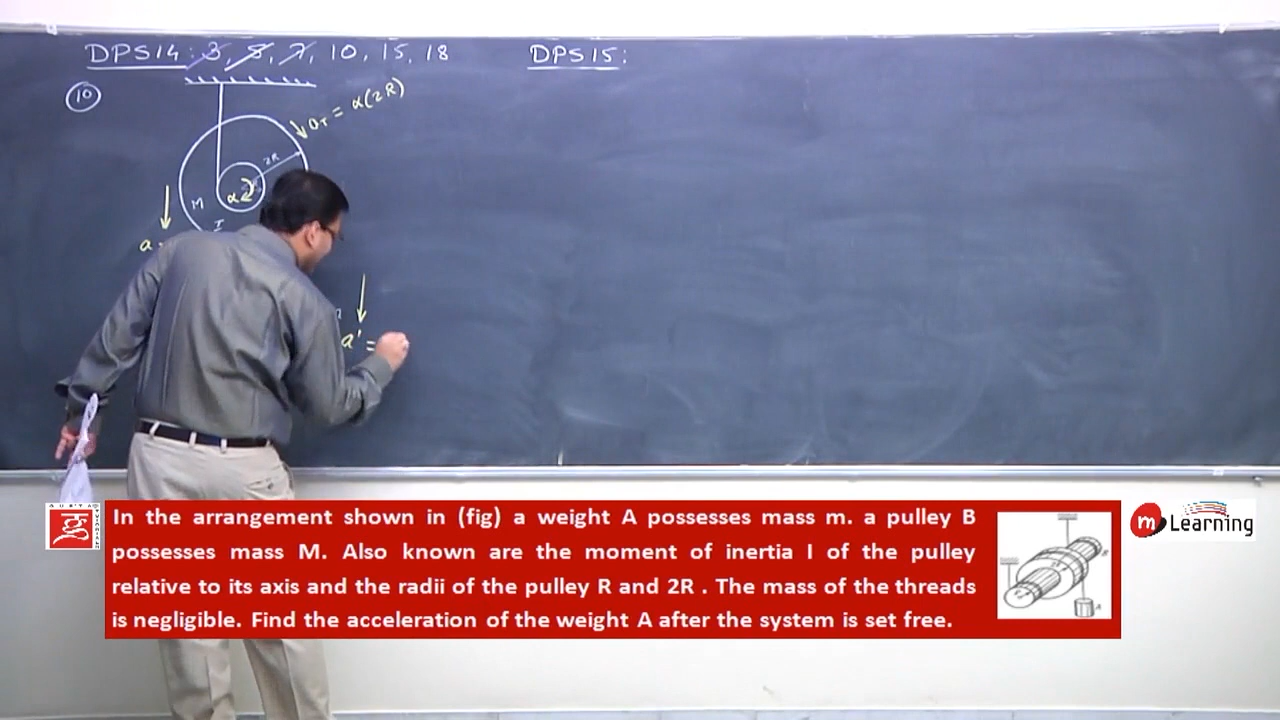 DPS14 : 3, 5, 7, 10, 15, 18
DPS15 :
10
aT = α(2R)
2R
α
M
I
a
a' =
In the arrangement shown in (fig) a weight A possesses mass m. a pulley B
possesses mass M. Also known are the moment of inertia I of the pulley
relative to its axis and the radii of the pulley R and 2R . The mass of the threads
is negligible. Find the acceleration of the weight A after the system is set free.
m Learning